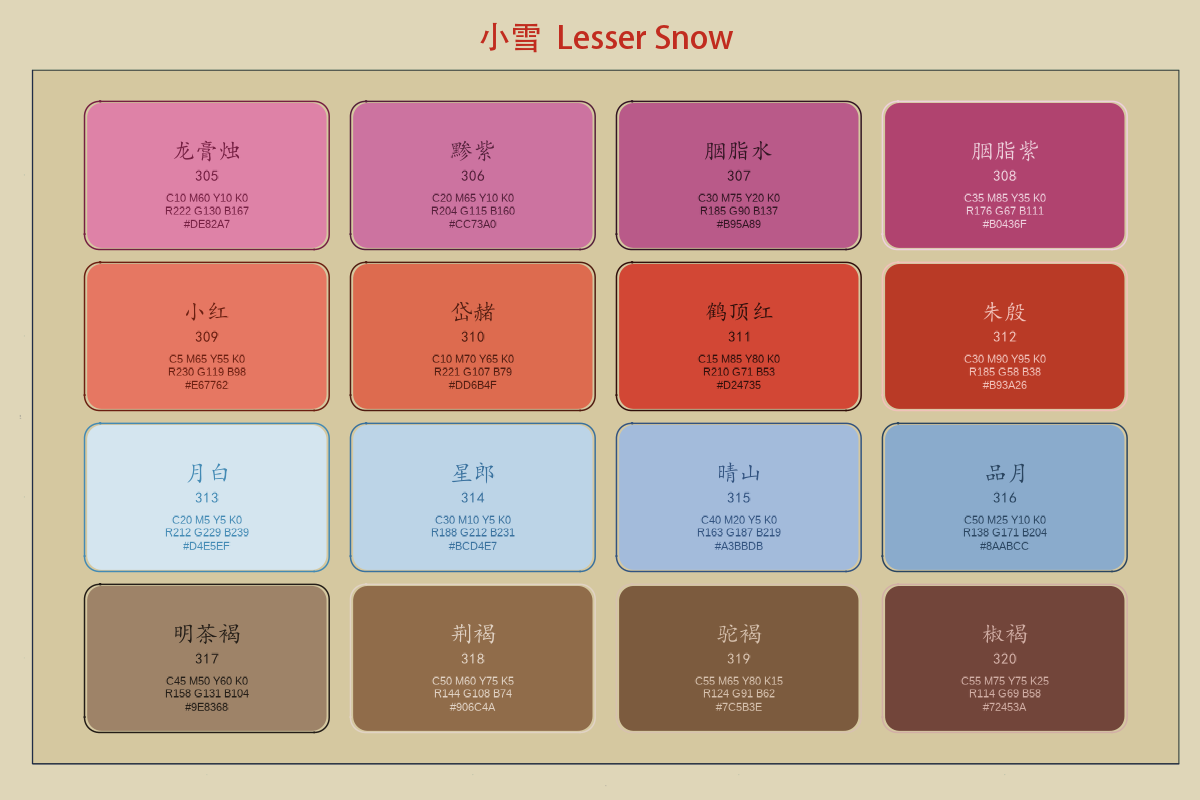 小雪 Lesser Snow
龙膏烛
305
C10 M60 Y10 K0
R222 G130 B167
#DE82A7
黪紫
306
C20 M65 Y10 K0
R204 G115 B160
#CC73A0
胭脂水
307
C30 M75 Y20 K0
R185 G90 B137
#B95A89
胭脂紫
308
C35 M85 Y35 K0
R176 G67 B111
#B0436F
小红
309
C5 M65 Y55 K0
R230 G119 B98
#E67762
岱赭
310
C10 M70 Y65 K0
R221 G107 B79
#DD6B4F
鹤顶红
311
C15 M85 Y80 K0
R210 G71 B53
#D24735
朱殷
312
C30 M90 Y95 K0
R185 G58 B38
#B93A26
月白
313
C20 M5 Y5 K0
R212 G229 B239
#D4E5EF
星郎
314
C30 M10 Y5 K0
R188 G212 B231
#BCD4E7
晴山
315
C40 M20 Y5 K0
R163 G187 B219
#A3BBDB
品月
316
C50 M25 Y10 K0
R138 G171 B204
#8AABCC
明茶褐
317
C45 M50 Y60 K0
R158 G131 B104
#9E8368
荆褐
318
C50 M60 Y75 K5
R144 G108 B74
#906C4A
驼褐
319
C55 M65 Y80 K15
R124 G91 B62
#7C5B3E
椒褐
320
C55 M75 Y75 K25
R114 G69 B58
#72453A